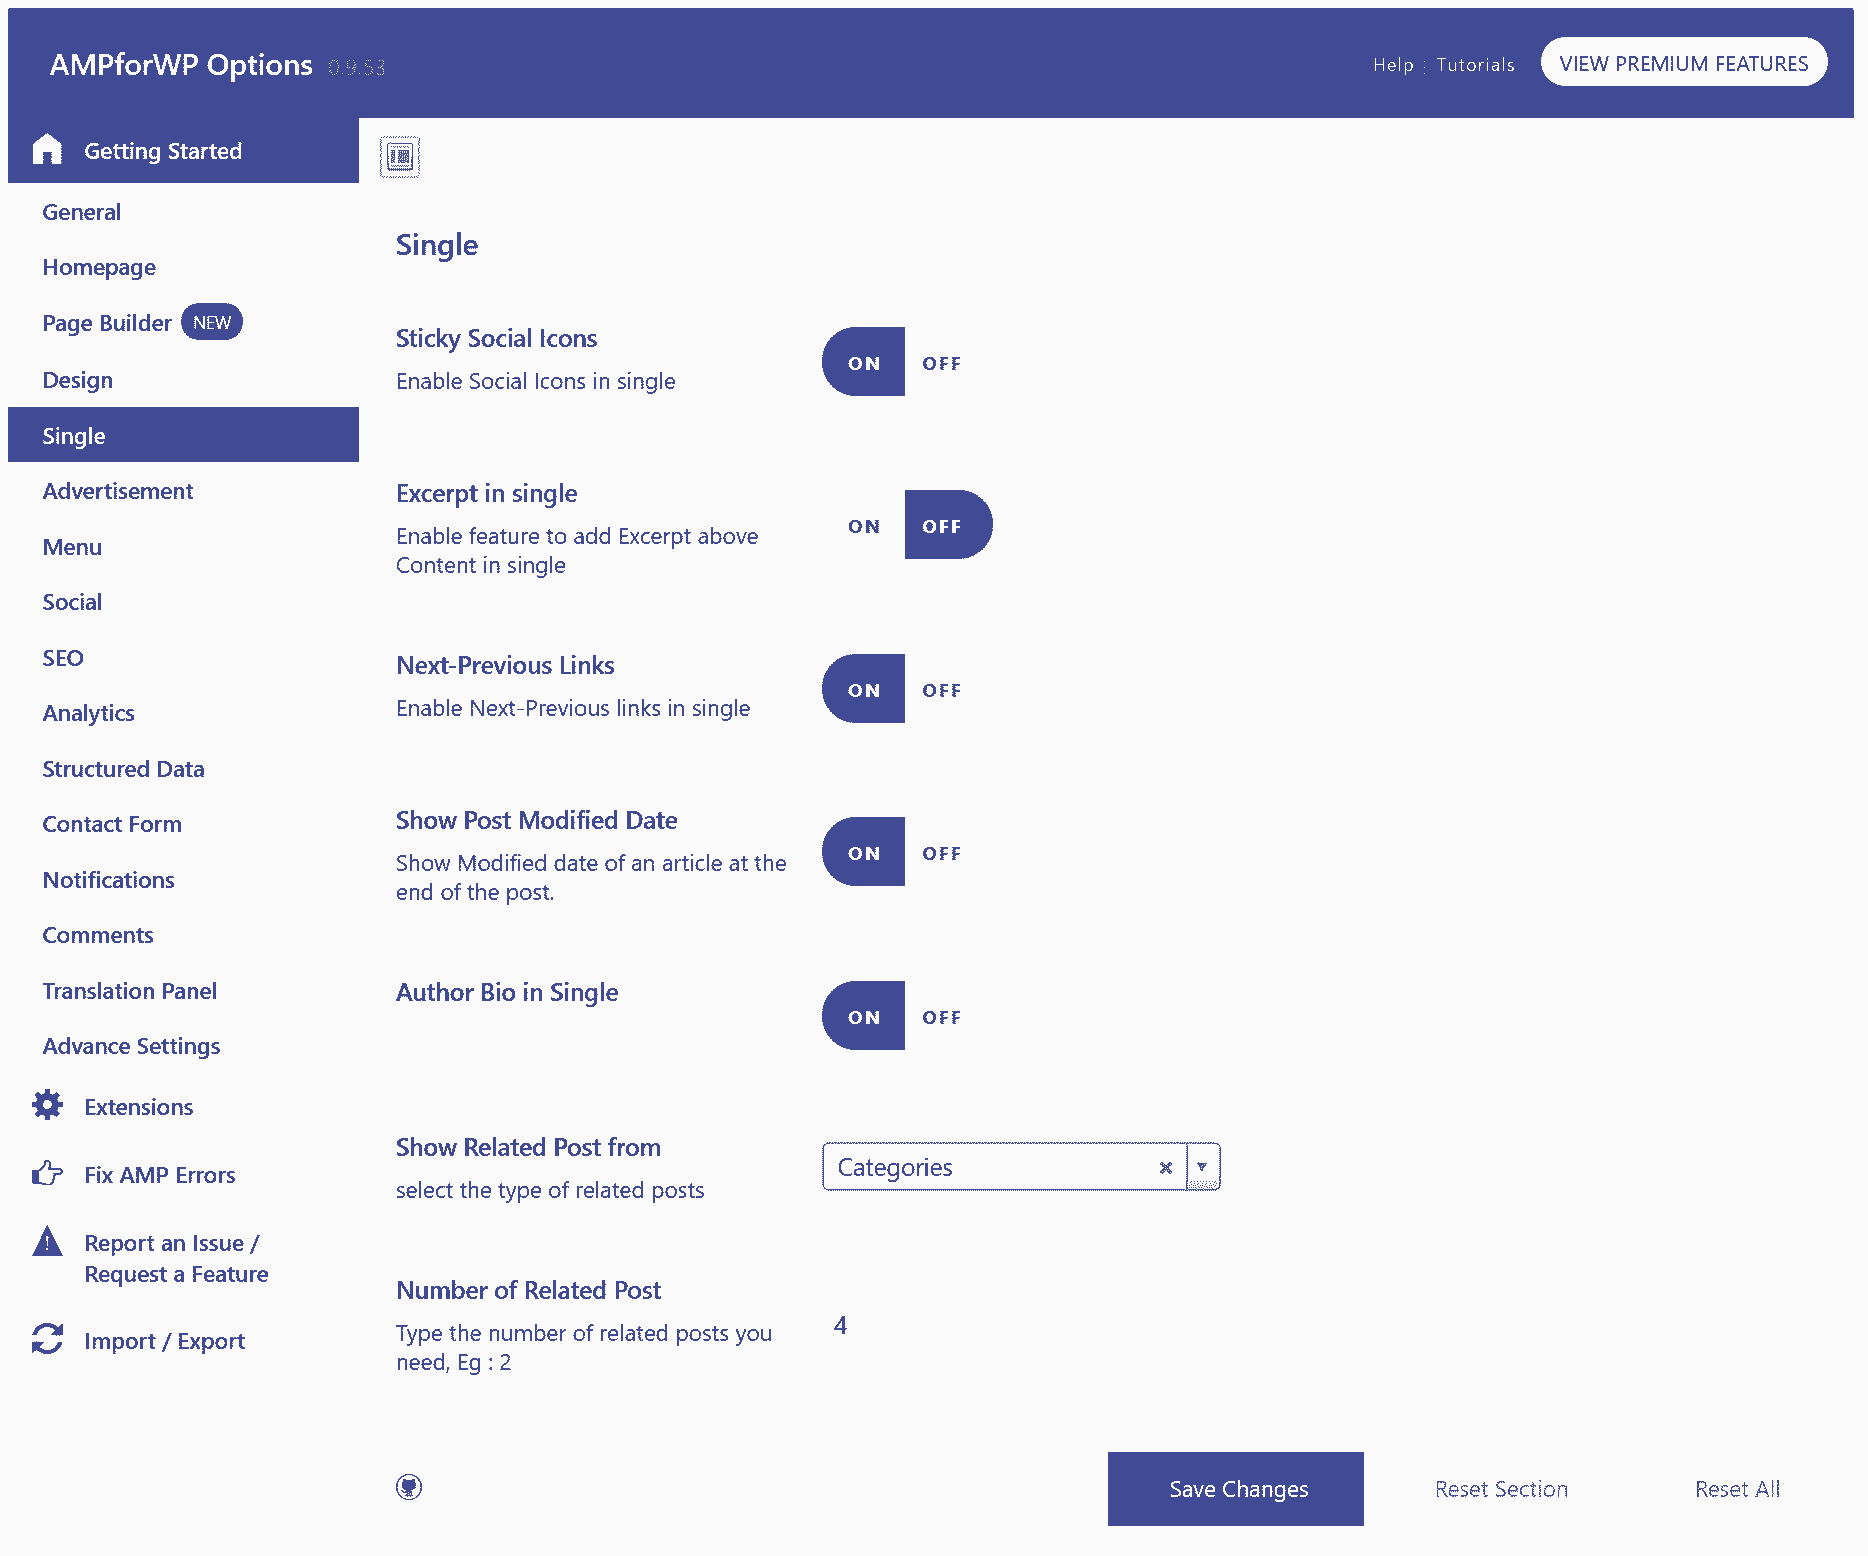 AMPforWP Options 0.9.53
Help | Tutorials
VIEW PREMIUM FEATURES
Getting Started
General
Homepage
Page Builder NEW
Design
Single
Advertisement
Menu
Social
SEO
Analytics
Structured Data
Contact Form
Notifications
Comments
Translation Panel
Advance Settings
Extensions
Fix AMP Errors
Report an Issue /
Request a Feature
Import / Export
Single
Sticky Social Icons
Enable Social Icons in single
ON OFF
Excerpt in single
Enable feature to add Excerpt above
Content in single
ON OFF
Next-Previous Links
Enable Next-Previous links in single
ON OFF
Show Post Modified Date
Show Modified date of an article at the
end of the post.
ON OFF
Author Bio in Single
ON OFF
Show Related Post from
select the type of related posts
Categories
Number of Related Post
Type the number of related posts you
need, Eg : 2
4
Save Changes
Reset Section
Reset All